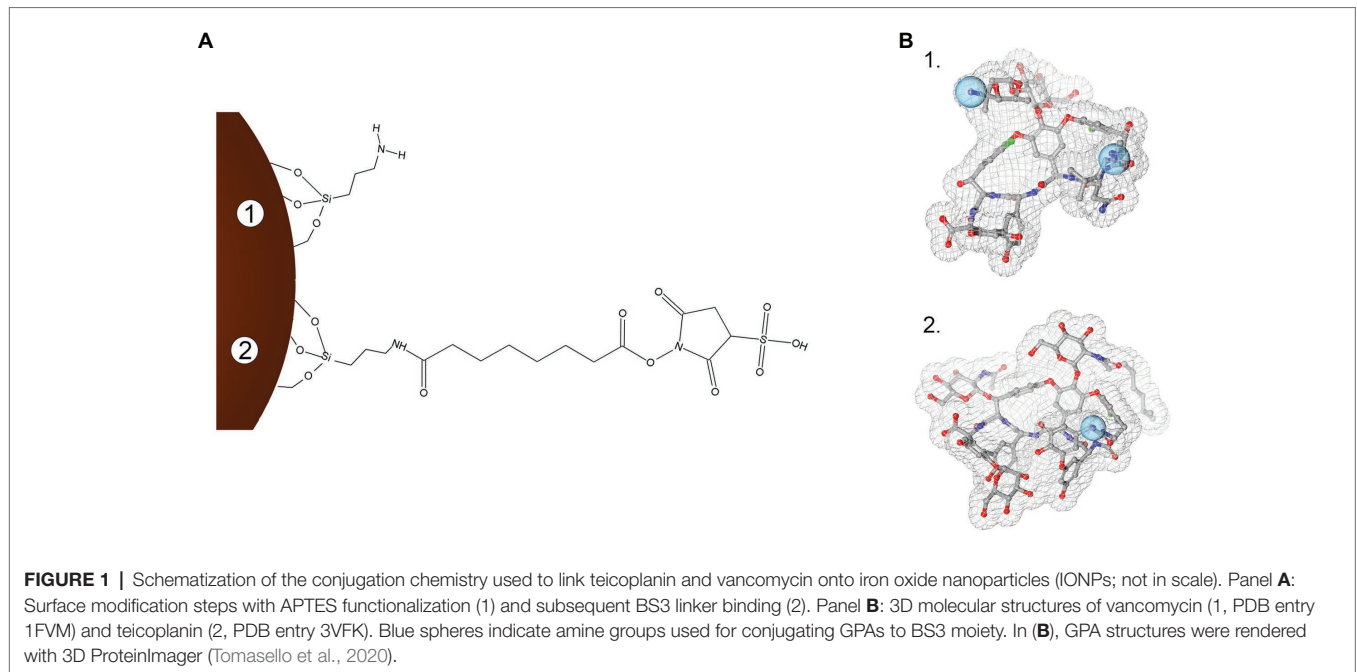 A
B
1.
H
N
H
O
O
Si
O
1
2
O
O
Si
O
NH
O
O
O
O
N
O
O
S
OH
O
2.
FIGURE 1 | Schematization of the conjugation chemistry used to link teicoplanin and vancomycin onto iron oxide nanoparticles (IONPs; not in scale). Panel A:
Surface modification steps with APTES functionalization (1) and subsequent BS3 linker binding (2). Panel B: 3D molecular structures of vancomycin (1, PDB entry
1FVM) and teicoplanin (2, PDB entry 3VFK). Blue spheres indicate amine groups used for conjugating GPAs to BS3 moiety. In (B), GPA structures were rendered
with 3D ProteinImager (Tomasello et al., 2020).